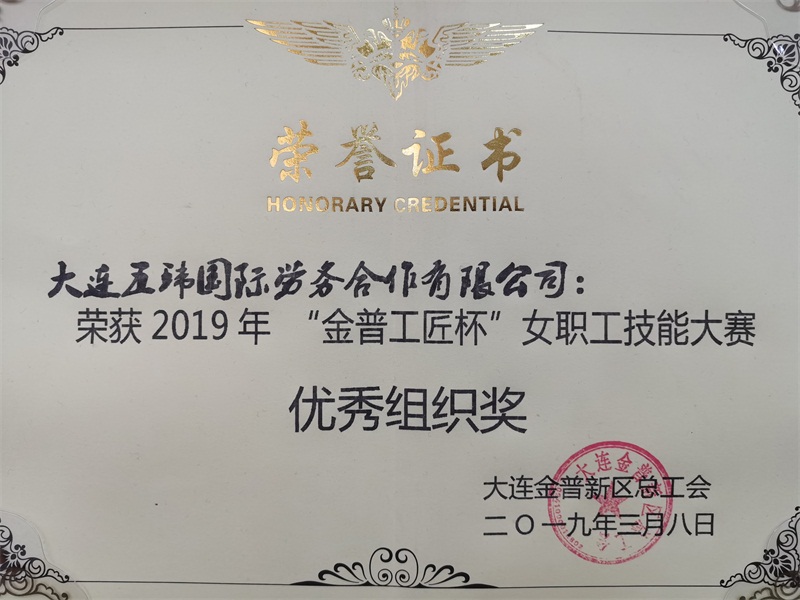 荣誉证书
HONORARY CREDENTIAL
大连五玮国际劳务合作有限公司：
荣获 2019 年 “金普工匠杯”女职工技能大赛
优秀组织奖
大连金普新区总工会
二〇一九年三月八日